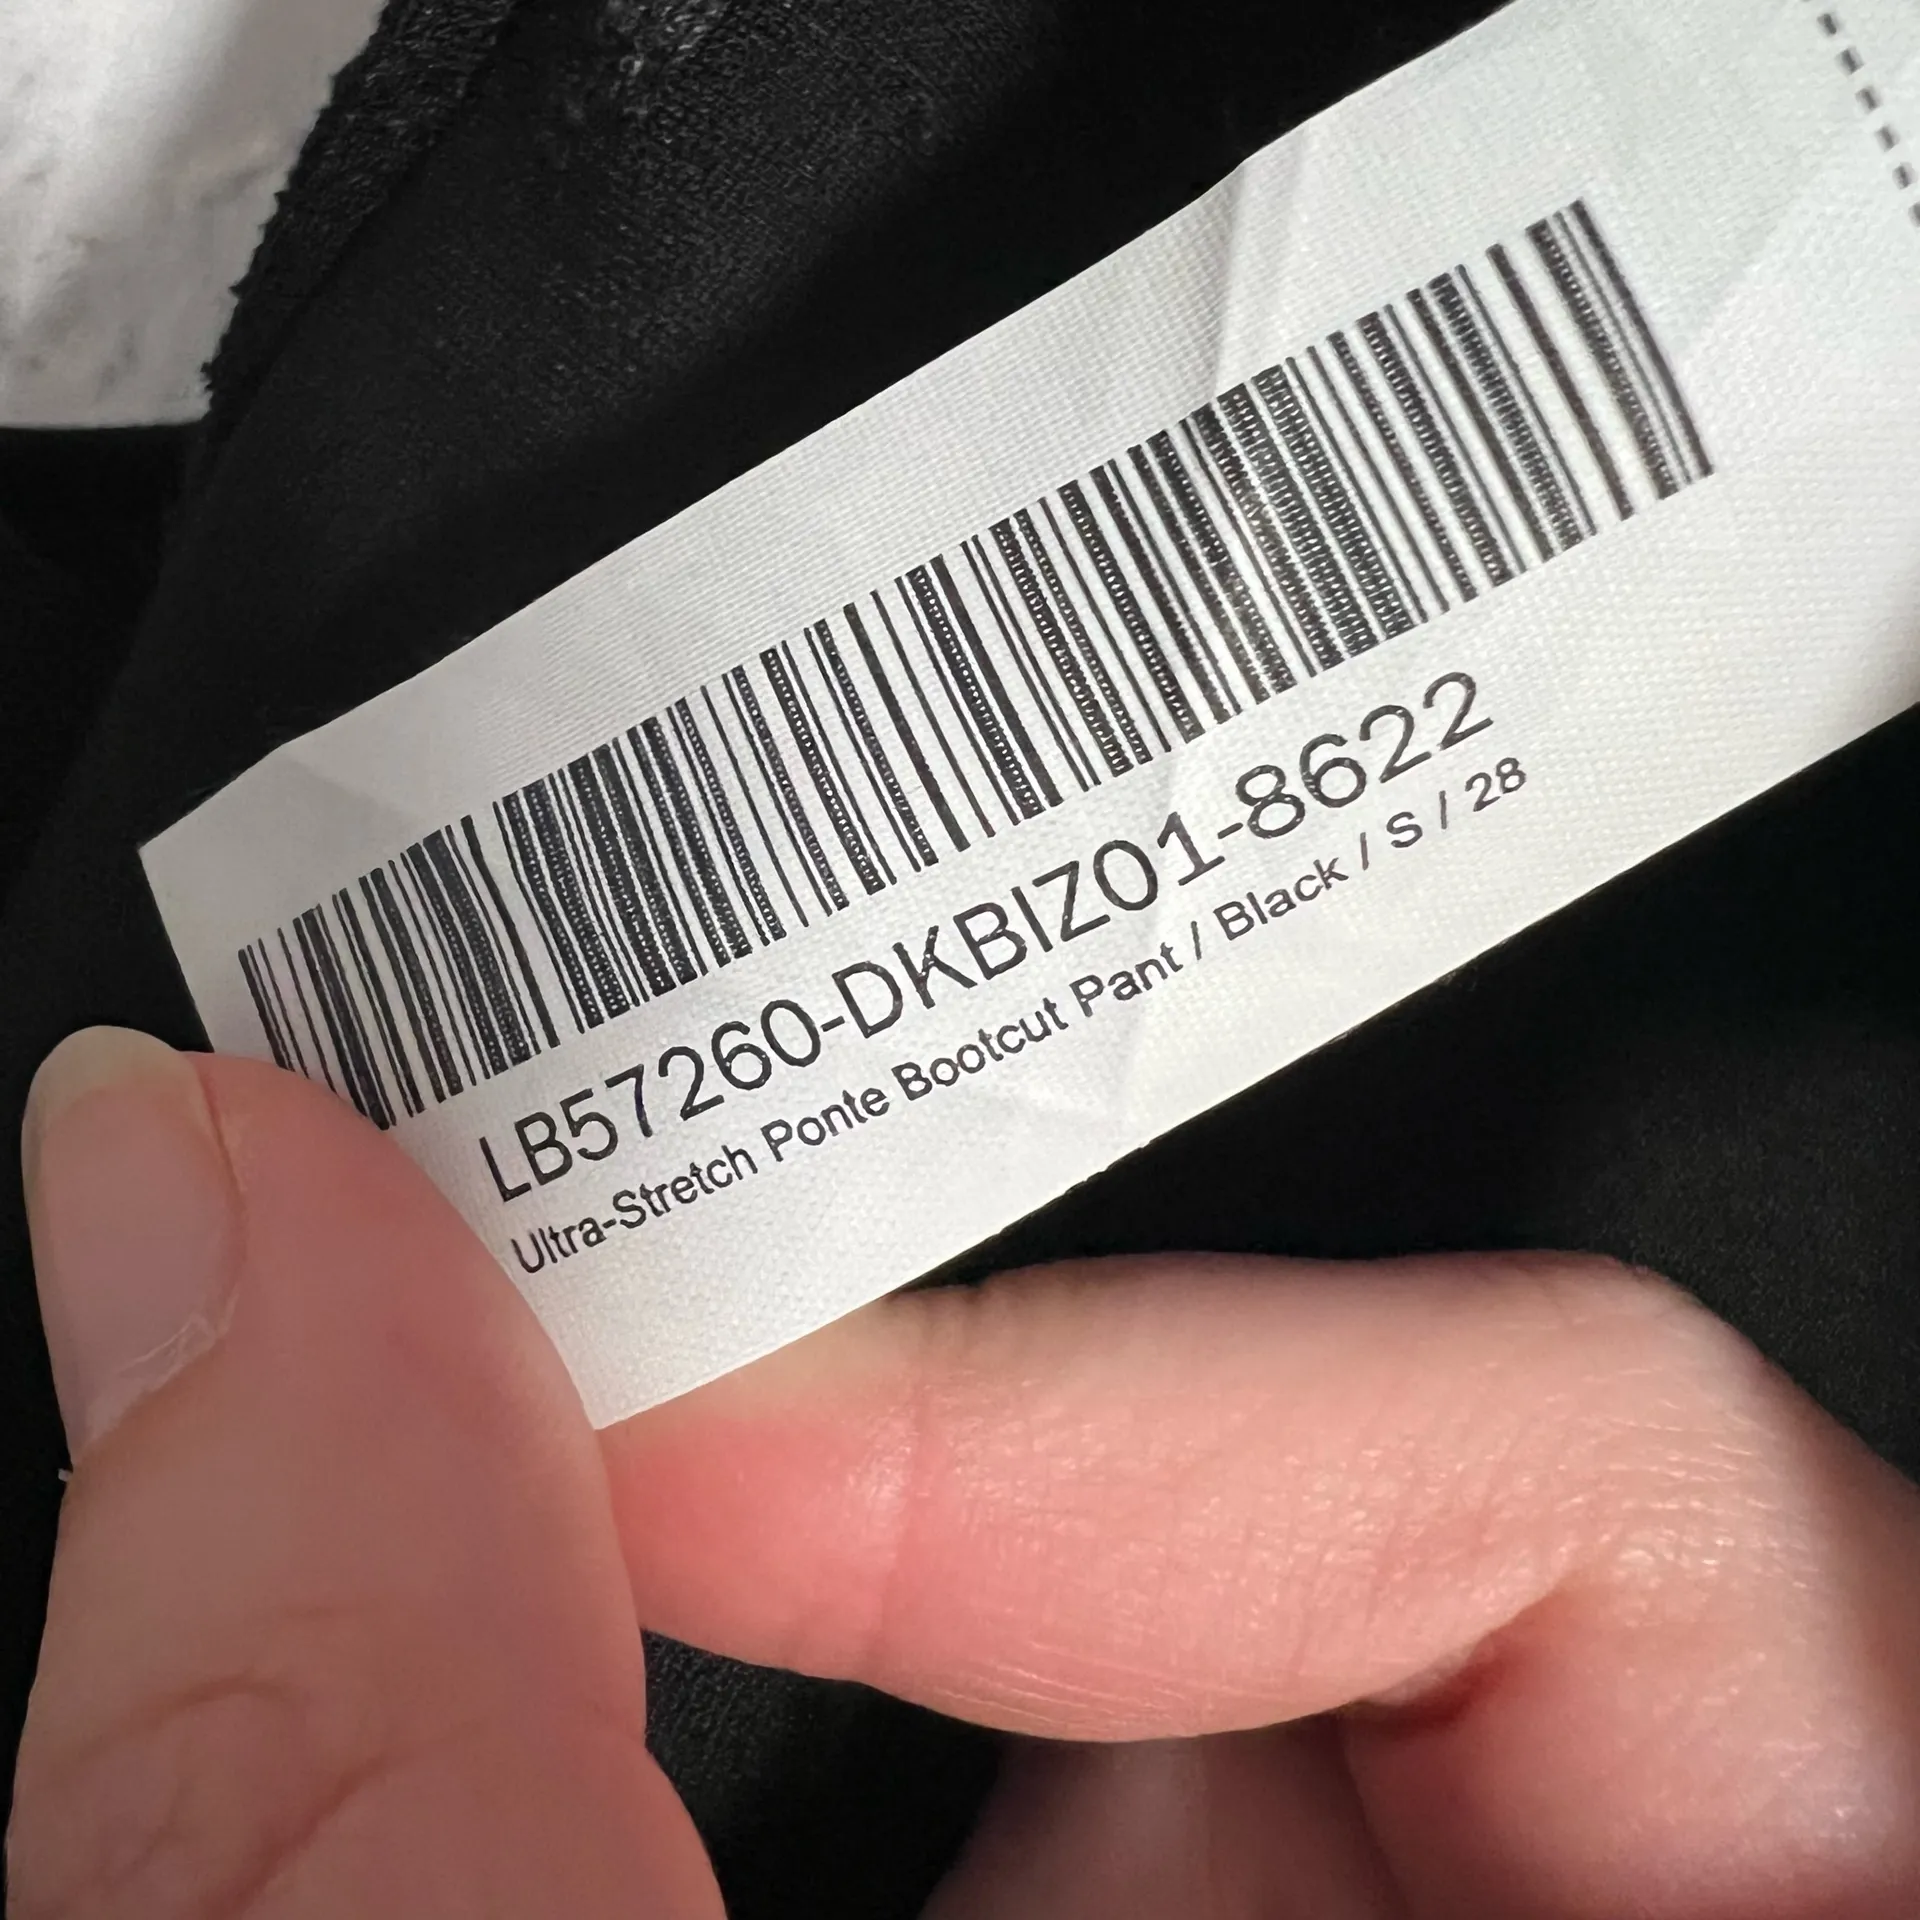 LB57260-DKBIZ01-8622
Ultra-Stretch Ponte Bootcut Pant / Black / S / 28